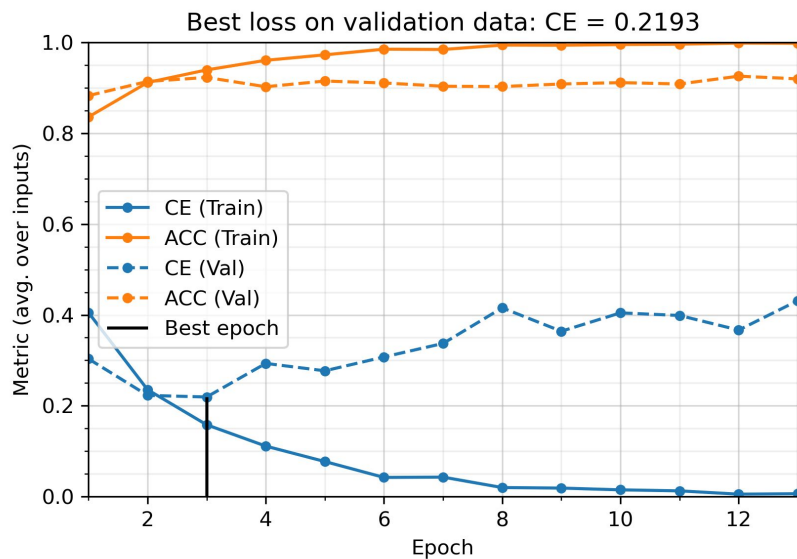 Best loss on validation data: CE = 0.2193
Metric (avg. over inputs)
1.0
0.8
0.6
0.4
0.2
0.0
CE (Train)
ACC (Train)
CE (Val)
ACC (Val)
Best epoch
2 4 6 8 10 12
Epoch